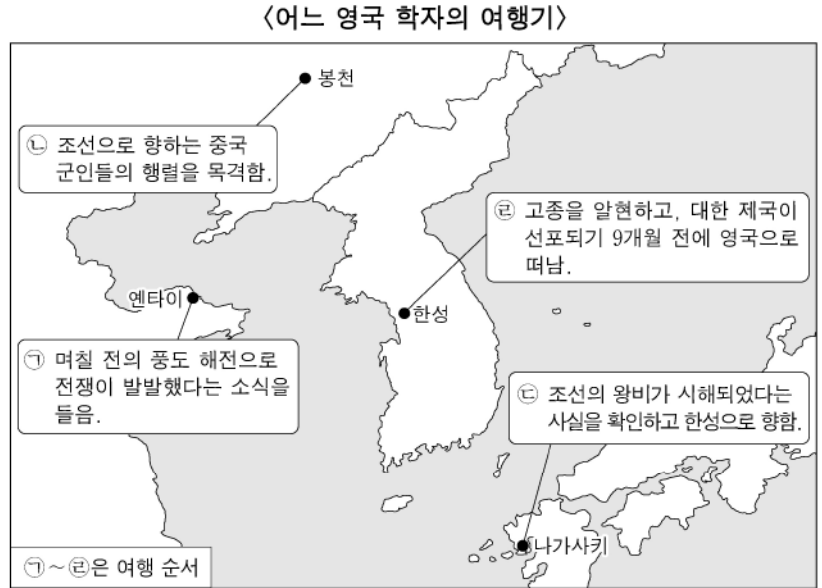 〈어느 영국 학자의 여행기〉
봉천
㉡ 조선으로 향하는 중국
군인들의 행렬을 목격함.
㉣ 고종을 알현하고, 대한 제국이
선포되기 9개월 전에 영국으로
떠남.
옌타이
한성
㉠ 며칠 전의 풍도 해전으로
전쟁이 발발했다는 소식을
들음.
㉢ 조선의 왕비가 시해되었다는
사실을 확인하고 한성으로 향함.
나가사키
㉠～㉣은 여행 순서